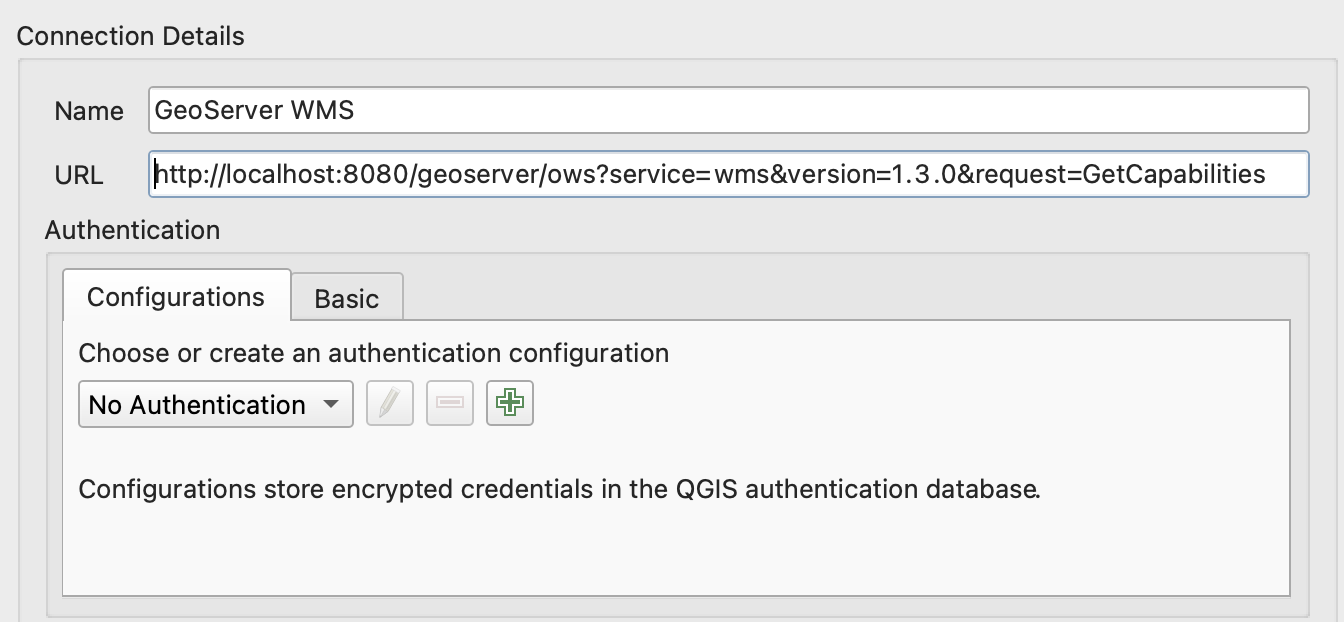 Connection Details
Name GeoServer WMS
URL http://localhost:8080/geoserver/ows?service=wms&version=1.3.0&request=GetCapabilities
Authentication
Configurations Basic
Choose or create an authentication configuration
No Authentication
Configurations store encrypted credentials in the QGIS authentication database.